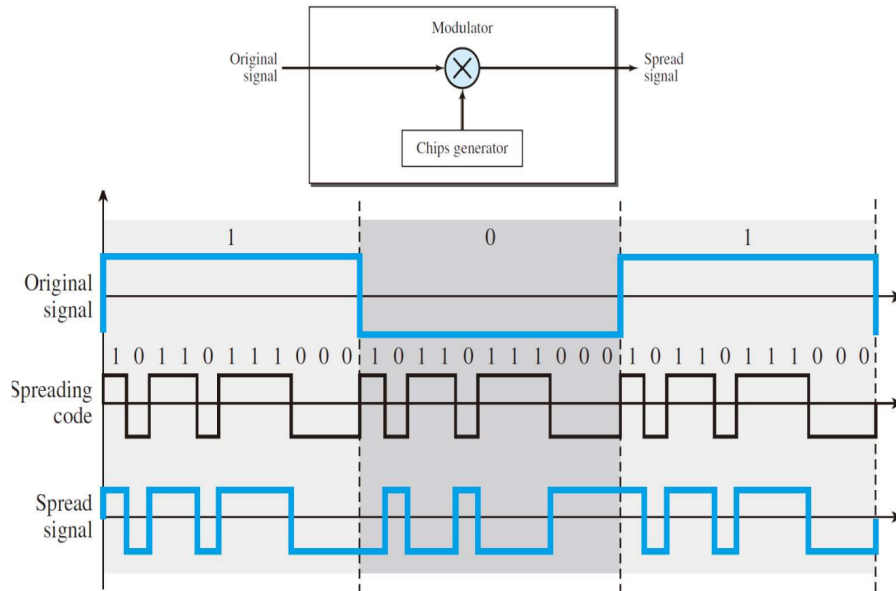 Modulator
Original
signal
Spread
signal
Chips generator
1 0 1
Original
signal
1 0 1 1 0 1 1 1 0 0 0 1 0 1 1 0 1 1 1 0 0 0 1 0 1 1 0 1 1 1 0 0 0
Spreading
code
Spread
signal